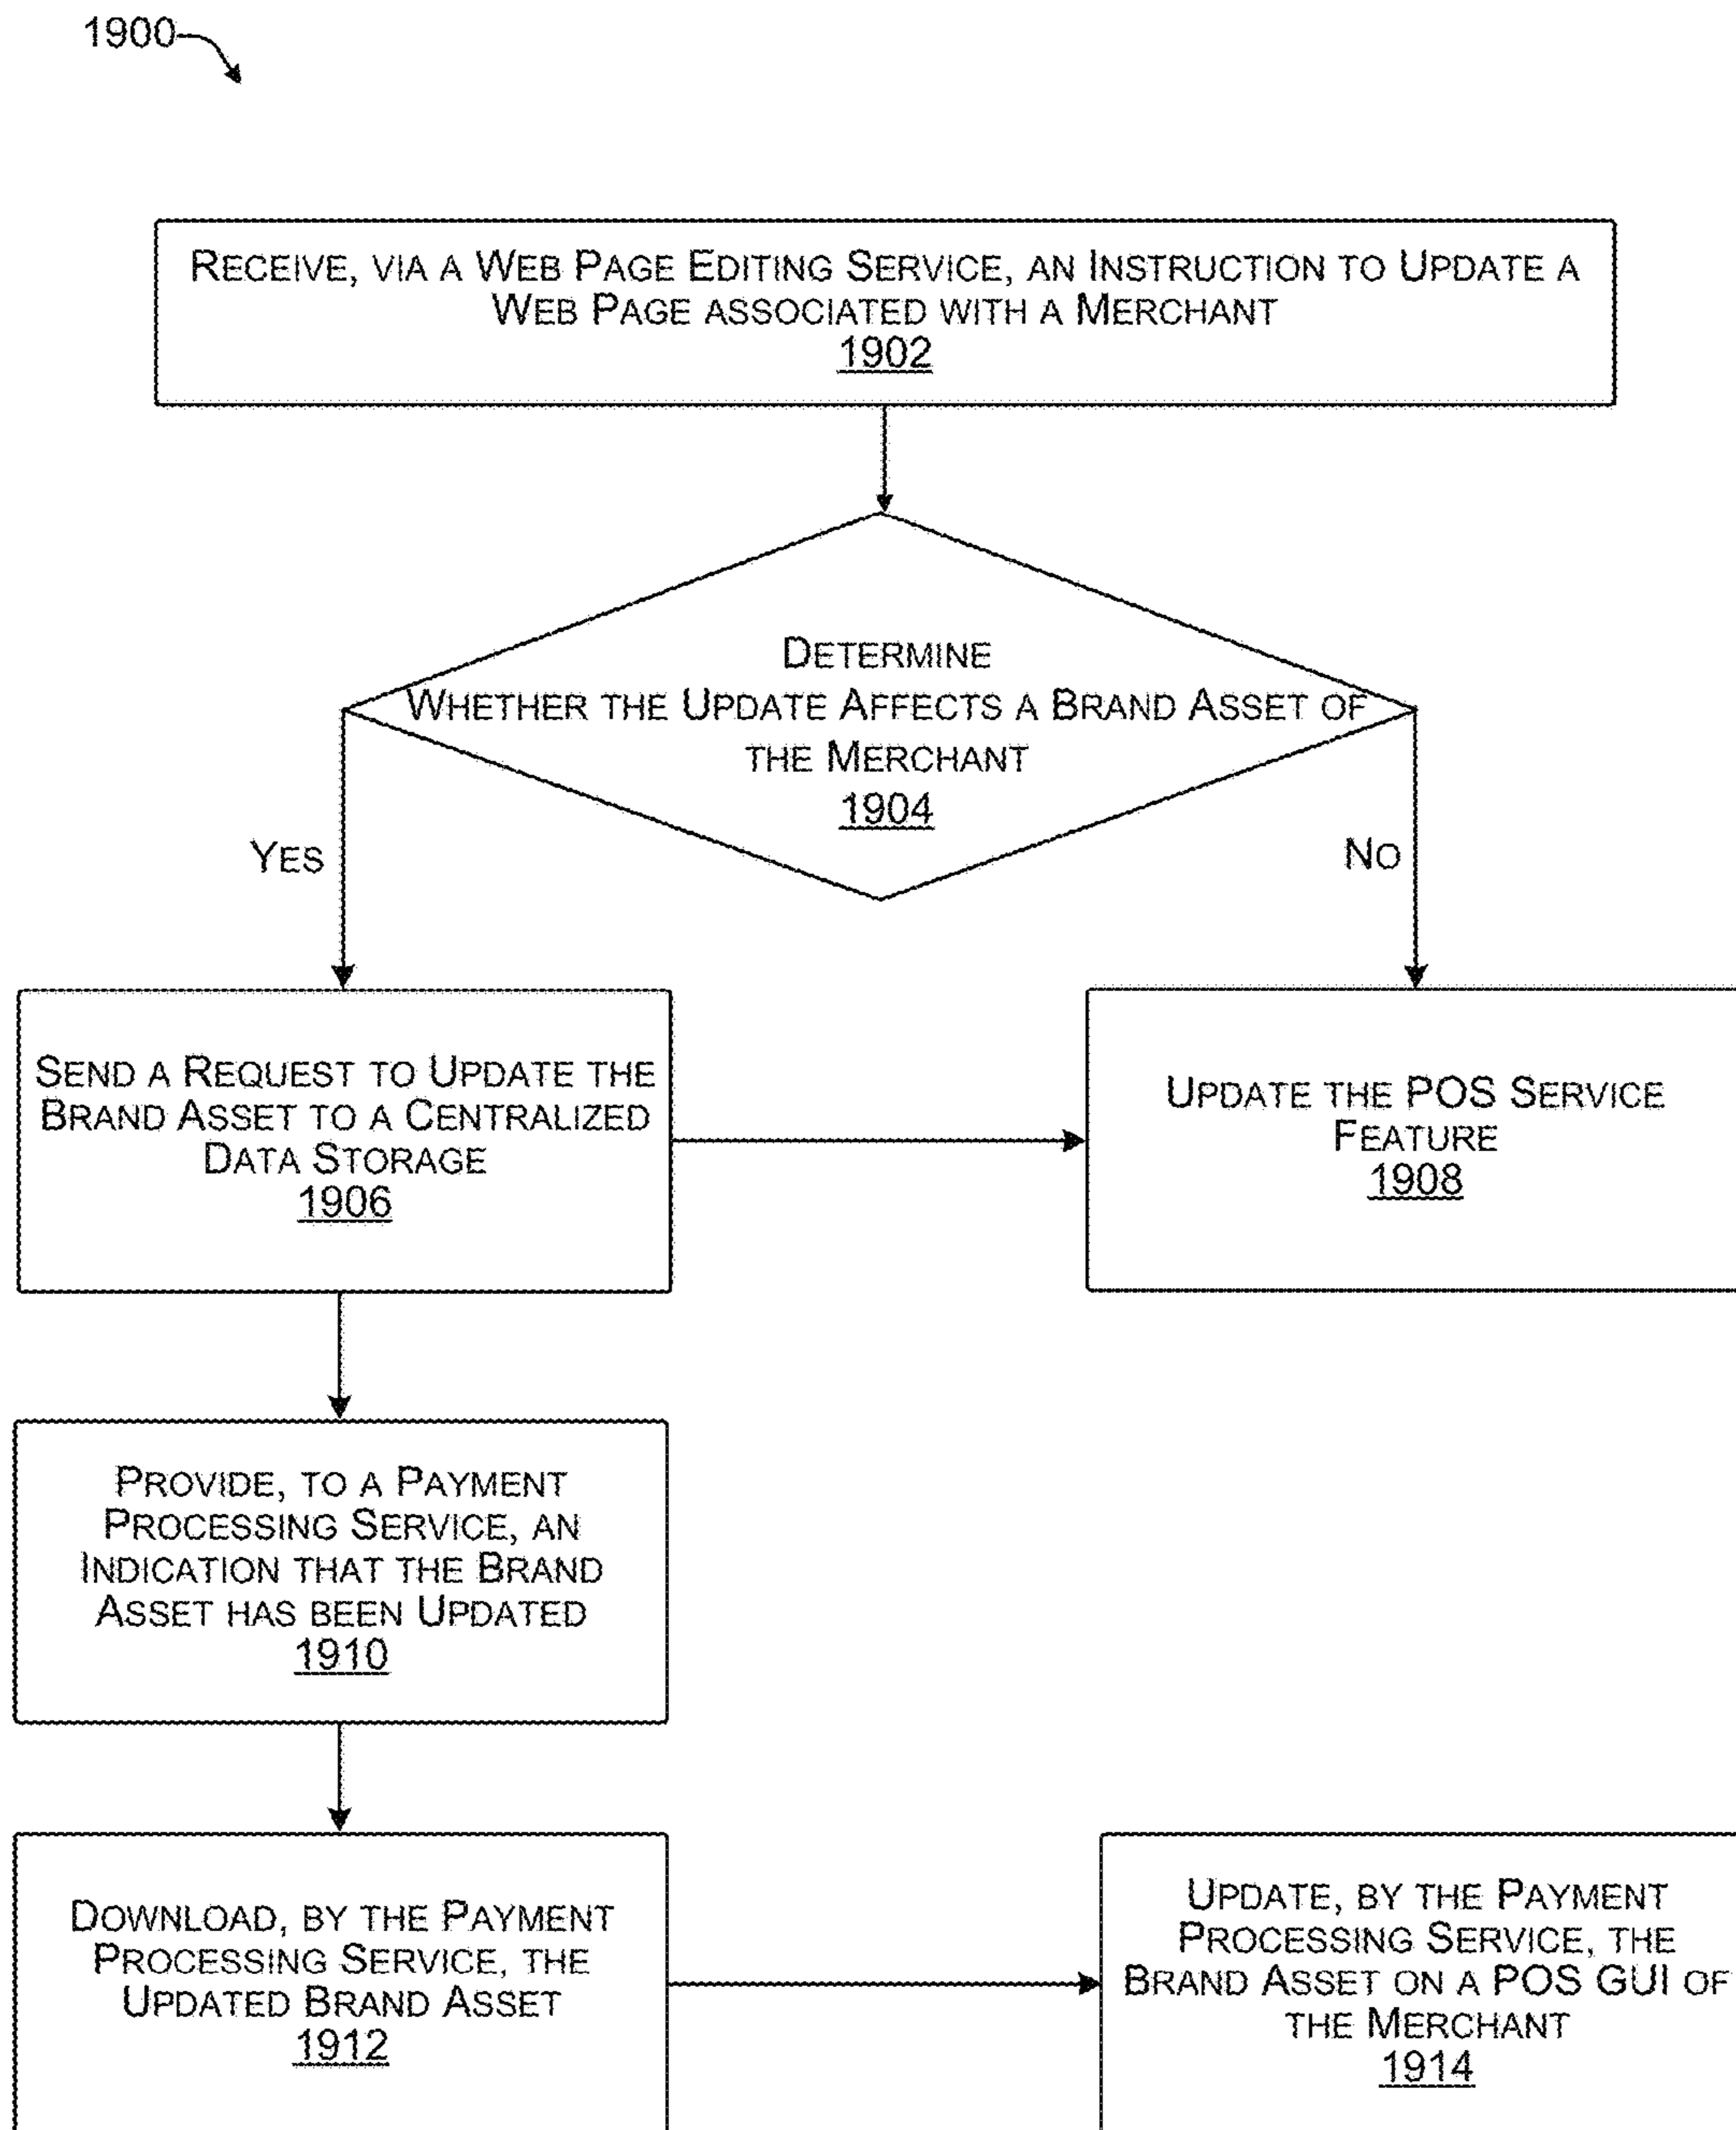 1900
RECEIVE, VIA A WEB PAGE EDITING SERVICE, AN INSTRUCTION TO UPDATE A
WEB PAGE ASSOCIATED WITH A MERCHANT
1902
DETERMINE
WHETHER THE UPDATE AFFECTS A BRAND ASSET OF
THE MERCHANT
1904
YES
NO
SEND A REQUEST TO UPDATE THE
BRAND ASSET TO A CENTRALIZED
DATA STORAGE
1906
UPDATE THE POS SERVICE
FEATURE
1908
PROVIDE, TO A PAYMENT
PROCESSING SERVICE, AN
INDICATION THAT THE BRAND
ASSET HAS BEEN UPDATED
1910
DOWNLOAD, BY THE PAYMENT
PROCESSING SERVICE, THE
UPDATED BRAND ASSET
1912
UPDATE, BY THE PAYMENT
PROCESSING SERVICE, THE
BRAND ASSET ON A POS GUI OF
THE MERCHANT
1914